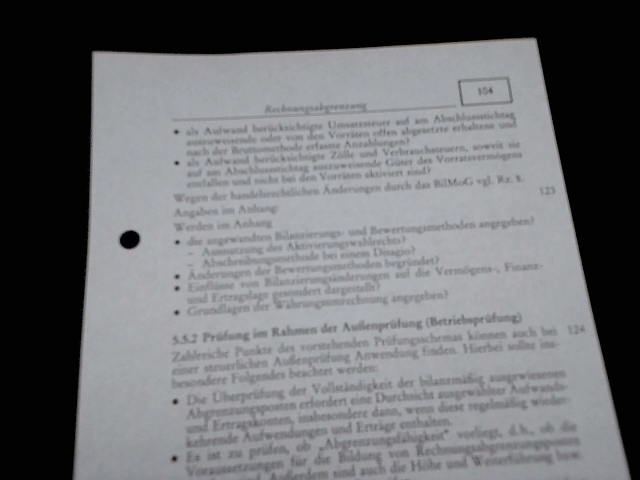 Rechnungsabgrenzung
104
• als Aufwand berücksichtigte Umsatzsteuer auf am Abschlussstichtag
auszuweisende oder von den Vorräten offen abgesetzte erhaltene und
nach der Bruttomethode erfasste Anzahlungen?
• als Aufwand berücksichtigte Zölle und Verbrauchsteuern, soweit sie
auf am Abschlussstichtag auszuweisende Güter des Vorratsvermögens
entfallen und nicht bei den Vorräten aktiviert sind?
Wegen der handelsrechtlichen Änderungen durch das BilMoG vgl. Rz. 8.
Angaben im Anhang: 123
Werden im Anhang
• die angewandten Bilanzierungs- und Bewertungsmethoden angegeben?
– Ausnutzung des Aktivierungswahlrechts?
– Abschreibungsmethode bei einem Disagio?
• Änderungen der Bewertungsmethoden begründet?
• Einflüsse von Bilanzierungsänderungen auf die Vermögens-, Finanz-
und Ertragslage gesondert dargestellt?
• Grundlagen der Währungsumrechnung angegeben?
5.5.2 Prüfung im Rahmen der Außenprüfung (Betriebsprüfung)
Zahlreiche Punkte des vorstehenden Prüfungsschemas können auch bei 124
einer steuerlichen Außenprüfung Anwendung finden. Hierbei sollte ins-
besondere Folgendes beachtet werden:
• Die Überprüfung der Vollständigkeit der bilanzmäßig ausgewiesenen
Abgrenzungsposten erfordert eine Durchsicht ausgewählter Aufwands-
und Ertragskonten, insbesondere dann, wenn diese regelmäßig wieder-
kehrende Aufwendungen und Erträge enthalten.
• Es ist zu prüfen, ob „Abgrenzungsfähigkeit“ vorliegt, d.h., ob die
Voraussetzungen für die Bildung von Rechnungsabgrenzungsposten
Außerdem sind auch die Höhe und Weiterführung bzw.